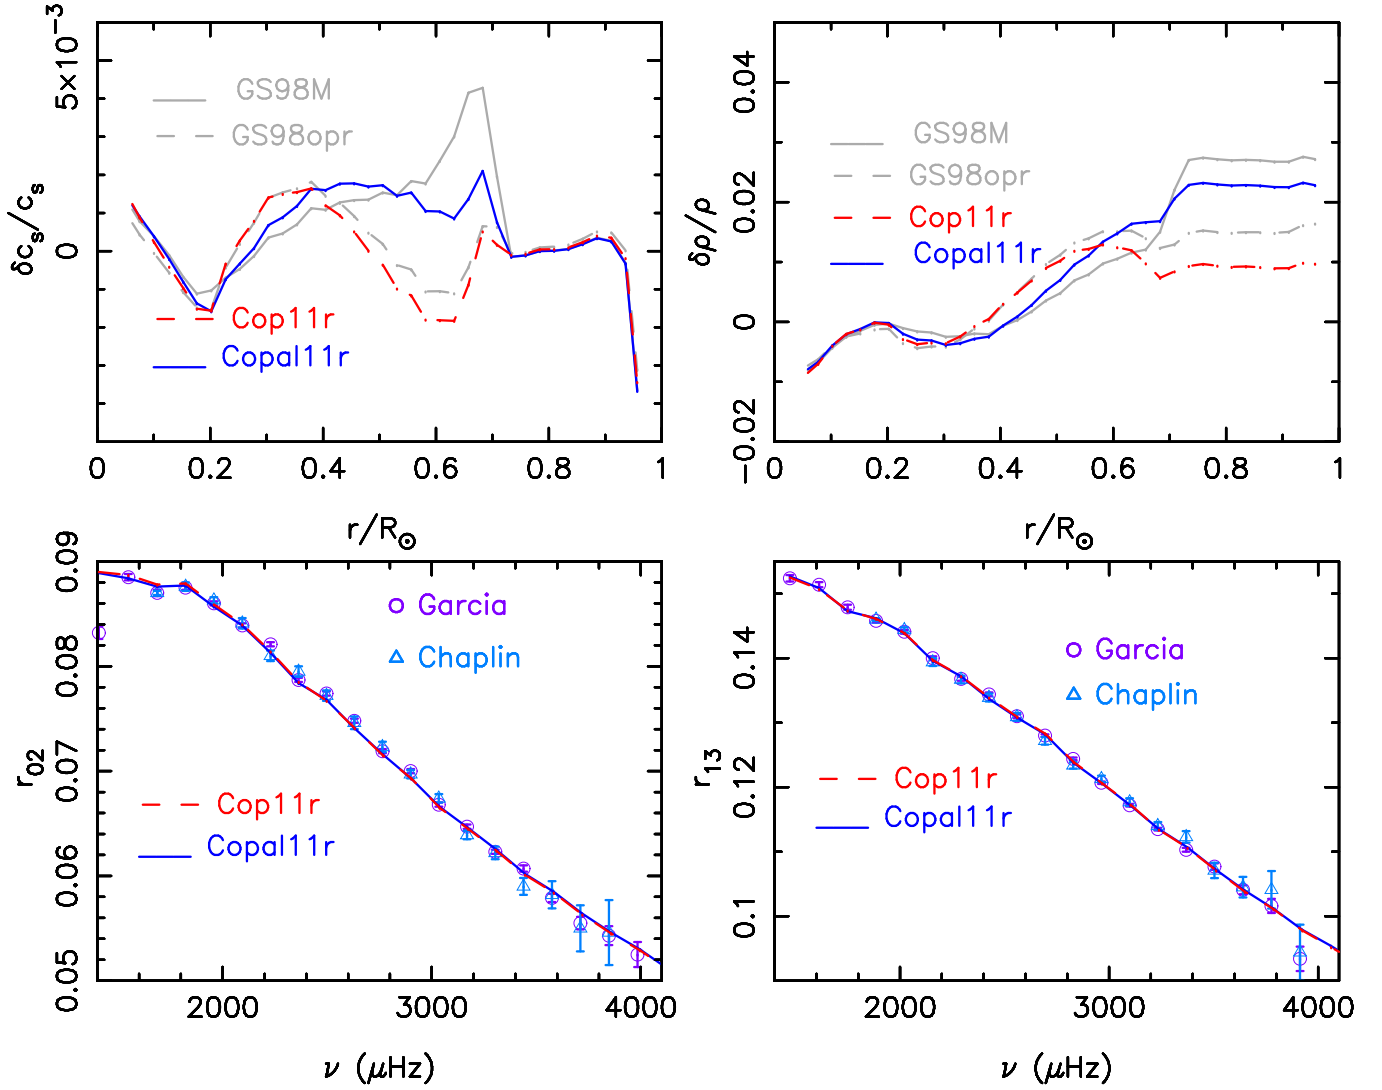 5×10⁻³
0
δcₛ/cₛ
GS98M
GS98opr
Cop11r
Copal11r
0 0.2 0.4 0.6 0.8 1
r/R⊙
0.04
0.02
0
−0.02
δρ/ρ
GS98M
GS98opr
Cop11r
Copal11r
0 0.2 0.4 0.6 0.8 1
r/R⊙
0.09
0.08
0.07
0.06
0.05
r₀₂
Garcia
Chaplin
Cop11r
Copal11r
2000 3000 4000
ν (μHz)
0.14
0.12
0.1
r₁₃
Garcia
Chaplin
Cop11r
Copal11r
2000 3000 4000
ν (μHz)